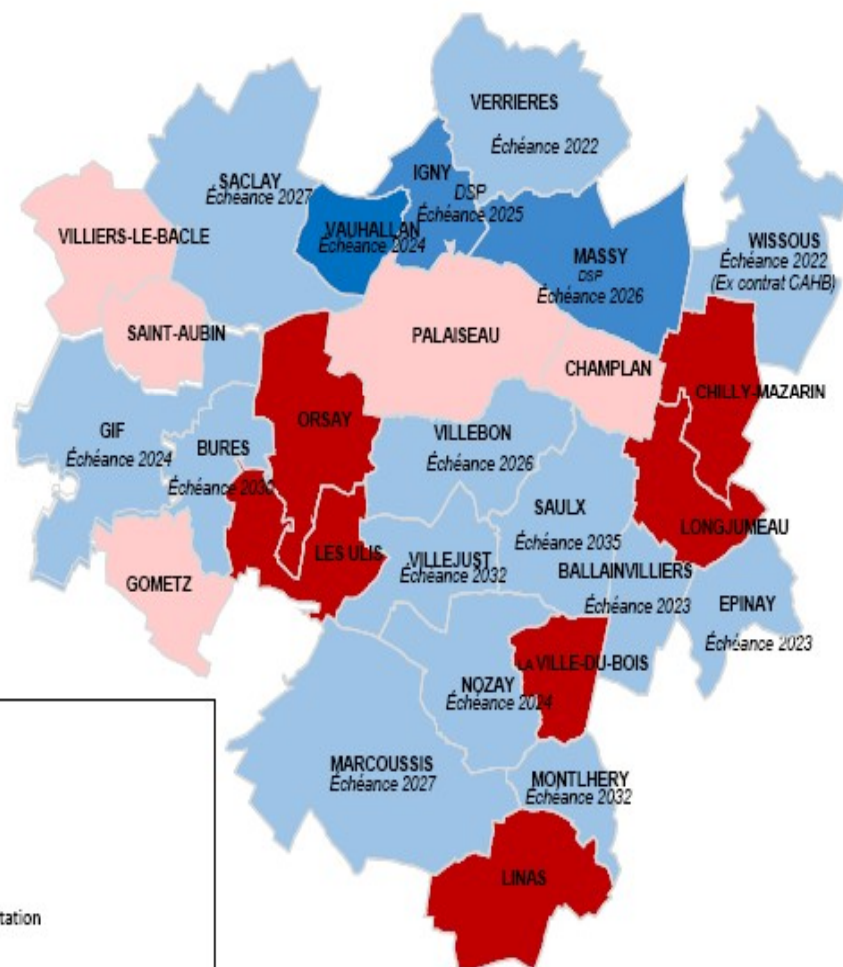 VERRIERES
Échéance 2022
IGNY
DSP
Échéance 2025
SACLAY
Échéance 2027
VAUHALLAN
Échéance 2024
VILLIERS-LE-BACLE
MASSY
DSP
Échéance 2026
WISSOUS
Échéance 2022
(Ex contrat CAHB)
SAINT-AUBIN
PALAISEAU
CHAMPLAN
CHILLY-MAZARIN
ORSAY
GIF
Échéance 2024
BURES
Échéance 2030
VILLEBON
Échéance 2026
SAULX
Échéance 2035
LONGJUMEAU
LES ULIS
VILLEJUST
Échéance 2032
BALLAINVILLIERS
Échéance 2023
GOMETZ
EPINAY
Échéance 2023
LA VILLE-DU-BOIS
NOZAY
Échéance 2024
MARCOUSSIS
Échéance 2027
MONTLHERY
Échéance 2032
LINAS
tation